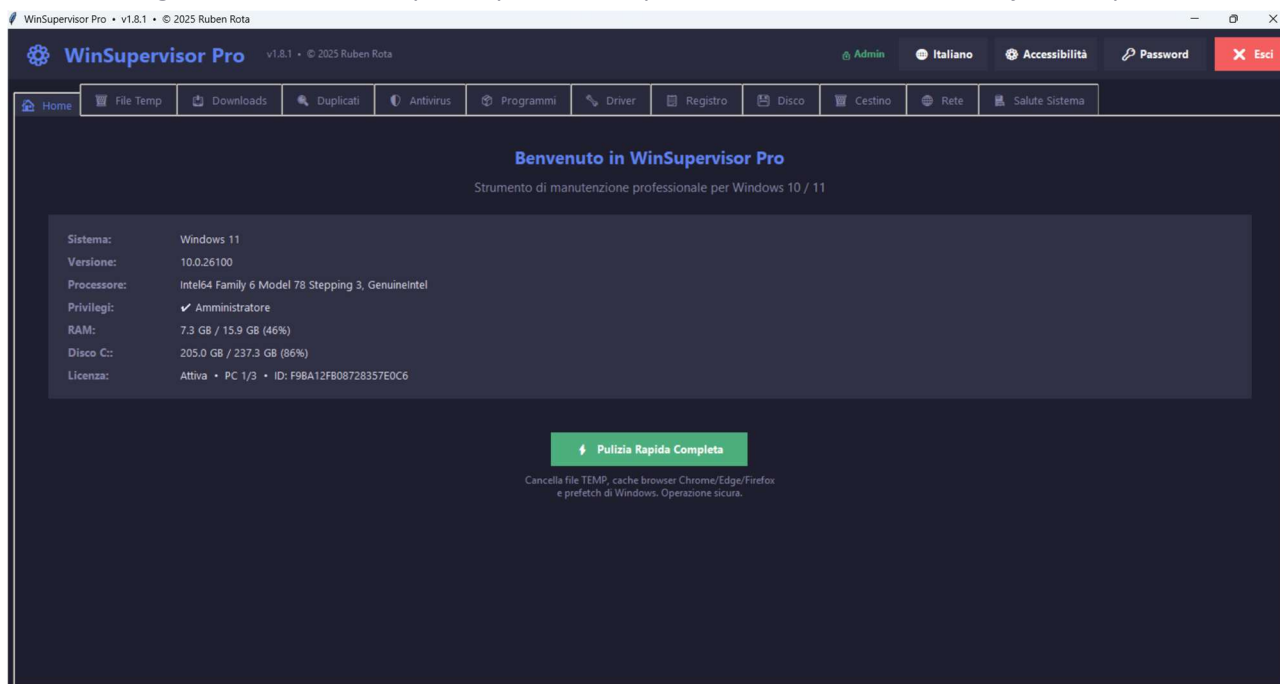 WinSupervisor Pro • v1.8.1 • © 2025 Ruben Rota
WinSupervisor Pro v1.8.1 • © 2025 Ruben Rota Admin Italiano Accessibilità Password Esci
Home File Temp Downloads Duplicati Antivirus Programmi Driver Registro Disco Cestino Rete Salute Sistema
Benvenuto in WinSupervisor Pro
Strumento di manutenzione professionale per Windows 10 / 11
Sistema: Windows 11
Versione: 10.0.26100
Processore: Intel64 Family 6 Model 78 Stepping 3, GenuineIntel
Privilegi: ✔ Amministratore
RAM: 7.3 GB / 15.9 GB (46%)
Disco C:: 205.0 GB / 237.3 GB (86%)
Licenza: Attiva • PC 1/3 • ID: F9BA12FB08728357E0C6
Pulizia Rapida Completa
Cancella file TEMP, cache browser Chrome/Edge/Firefox
e prefetch di Windows. Operazione sicura.